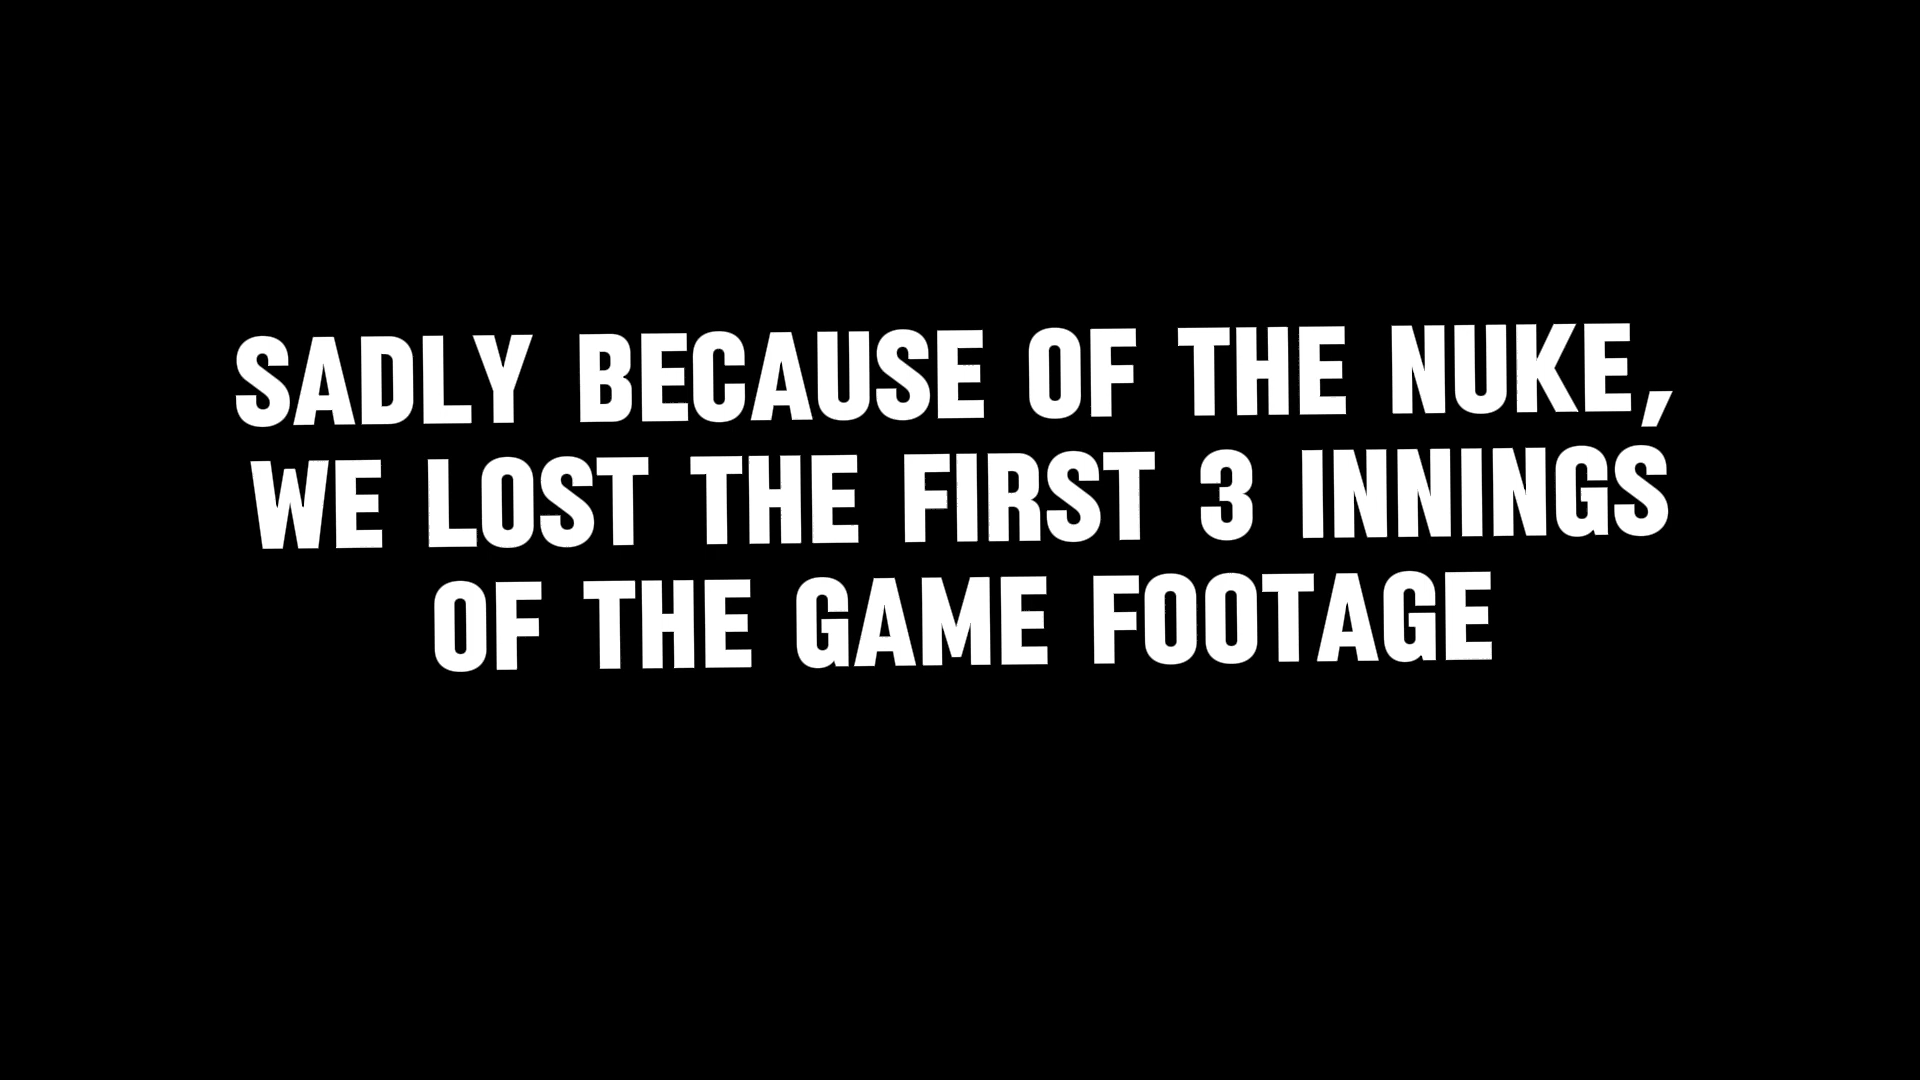 SADLY BECAUSE OF THE NUKE,
WE LOST THE FIRST 3 INNINGS
OF THE GAME FOOTAGE